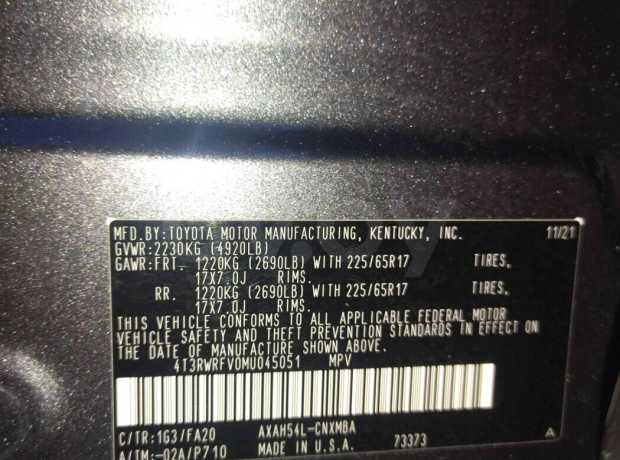 MFD.BY:TOYOTA MOTOR MANUFACTURING, KENTUCKY, INC. 11/21
GVWR:2230KG (4920LB)
GAWR:FRT. 1220KG (2690LB) WITH 225/65R17 TIRES,
17X7.0J RIMS.
RR. 1220KG (2690LB) WITH 225/65R17 TIRES,
17X7.0J RIMS.
THIS VEHICLE CONFORMS TO ALL APPLICABLE FEDERAL MOTOR
VEHICLE SAFETY AND THEFT PREVENTION STANDARDS IN EFFECT ON
THE DATE OF MANUFACTURE SHOWN ABOVE.
4T3RWRFV0MU045051 MPV
C/TR:1G3/FA20 AXAH54L-CNXMBA A
A/TM:-02A/P710 MADE IN U.S.A. 73373